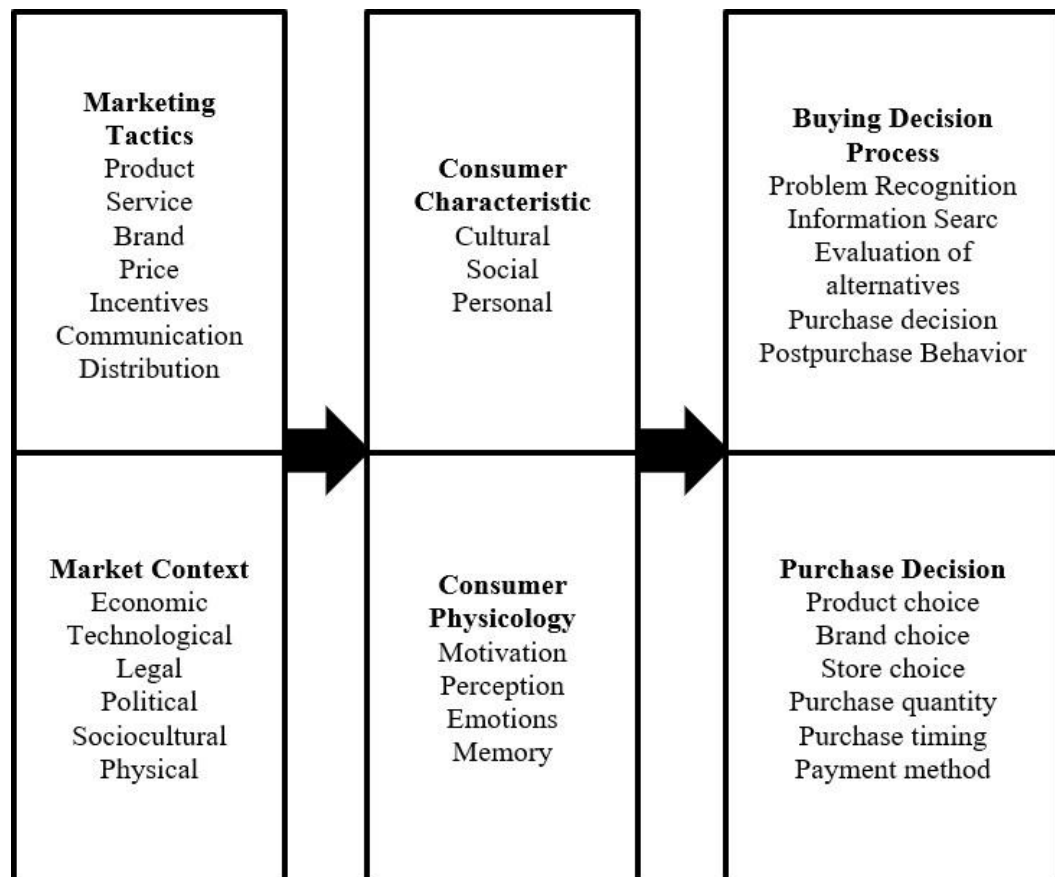 Marketing
Tactics
Product
Service
Brand
Price
Incentives
Communication
Distribution
Market Context
Economic
Technological
Legal
Political
Sociocultural
Physical
Consumer
Characteristic
Cultural
Social
Personal
Consumer
Physicology
Motivation
Perception
Emotions
Memory
Buying Decision
Process
Problem Recognition
Information Searc
Evaluation of
alternatives
Purchase decision
Postpurchase Behavior
Purchase Decision
Product choice
Brand choice
Store choice
Purchase quantity
Purchase timing
Payment method